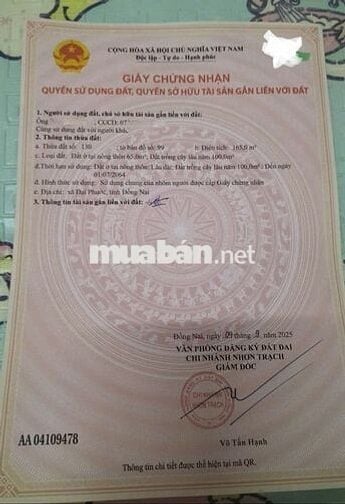 CỘNG HÒA XÃ HỘI CHỦ NGHĨA VIỆT NAM
Độc lập - Tự do - Hạnh phúc
GIẤY CHỨNG NHẬN
QUYỀN SỬ DỤNG ĐẤT, QUYỀN SỞ HỮU TÀI SẢN GẮN LIỀN VỚI ĐẤT
1. Người sử dụng đất, chủ sở hữu tài sản gắn liền với đất:
Ông , CCCD: 07
Cùng sử dụng đất với người khác.
2. Thông tin thửa đất:
a. Thửa đất số: 130 tờ bản đồ số: 99 b. Diện tích: 165,0 m²
c. Loại đất: Đất ở tại nông thôn 65,0m²; Đất trồng cây lâu năm 100,0m²
d. Thời hạn sử dụng đất: Đất ở tại nông thôn: Lâu dài; Đất trồng cây lâu năm 100,0m²: Đến ngày
01/07/2064
đ. Hình thức sử dụng: Sử dụng chung của nhóm người được cấp Giấy chứng nhận
e. Địa chỉ: xã Đại Phước, tỉnh Đồng Nai
3. Thông tin tài sản gắn liền với đất:
muabán.net
Đồng Nai, ngày 09 tháng 9 năm 2025
VĂN PHÒNG ĐĂNG KÝ ĐẤT ĐAI
CHI NHÁNH NHƠN TRẠCH
GIÁM ĐỐC
CHI NHÁNH
NHƠN TRẠCH
Võ Tấn Hạnh
AA 04109478
Thông tin chi tiết được thể hiện tại mã QR.